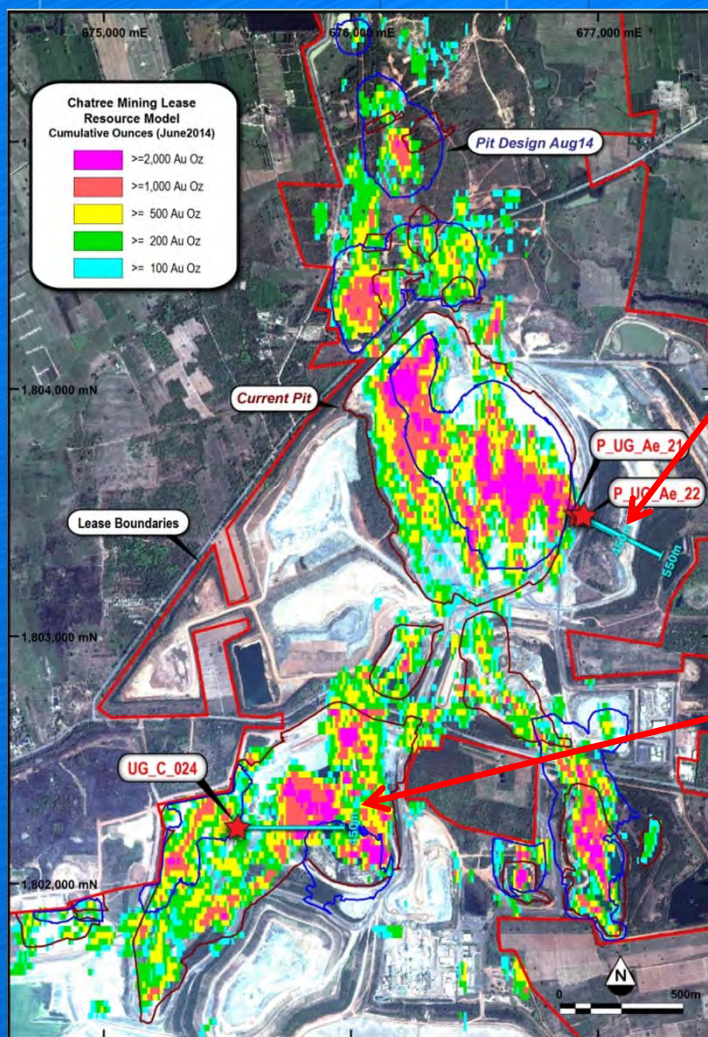 675,000 mE
676,000 mE
677,000 mE
Chatree Mining Lease
Resource Model
Cumulative Ounces (June2014)
>=2,000 Au Oz
>=1,000 Au Oz
>= 500 Au Oz
>= 200 Au Oz
>= 100 Au Oz
Pit Design Aug14
1,804,000 mN
Current Pit
P_UG_Ae_21
P_UG_Ae_22
Lease Boundaries
450m
550m
1,803,000 mN
UG_C_024
450m
1,802,000 mN
N
0
500m